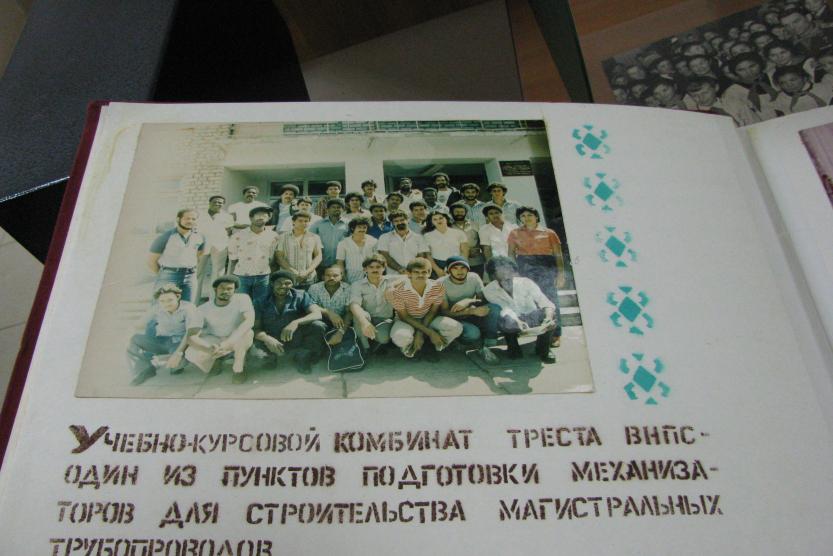 УЧЕБНО-КУРСОВОЙ КОМБИНАТ ТРЕСТА ВНПС-
ОДИН ИЗ ПУНКТОВ ПОДГОТОВКИ МЕХАНИЗА-
ТОРОВ ДЛЯ СТРОИТЕЛЬСТВА МАГИСТРАЛЬНЫХ
ТРУБОПРОВОДОВ